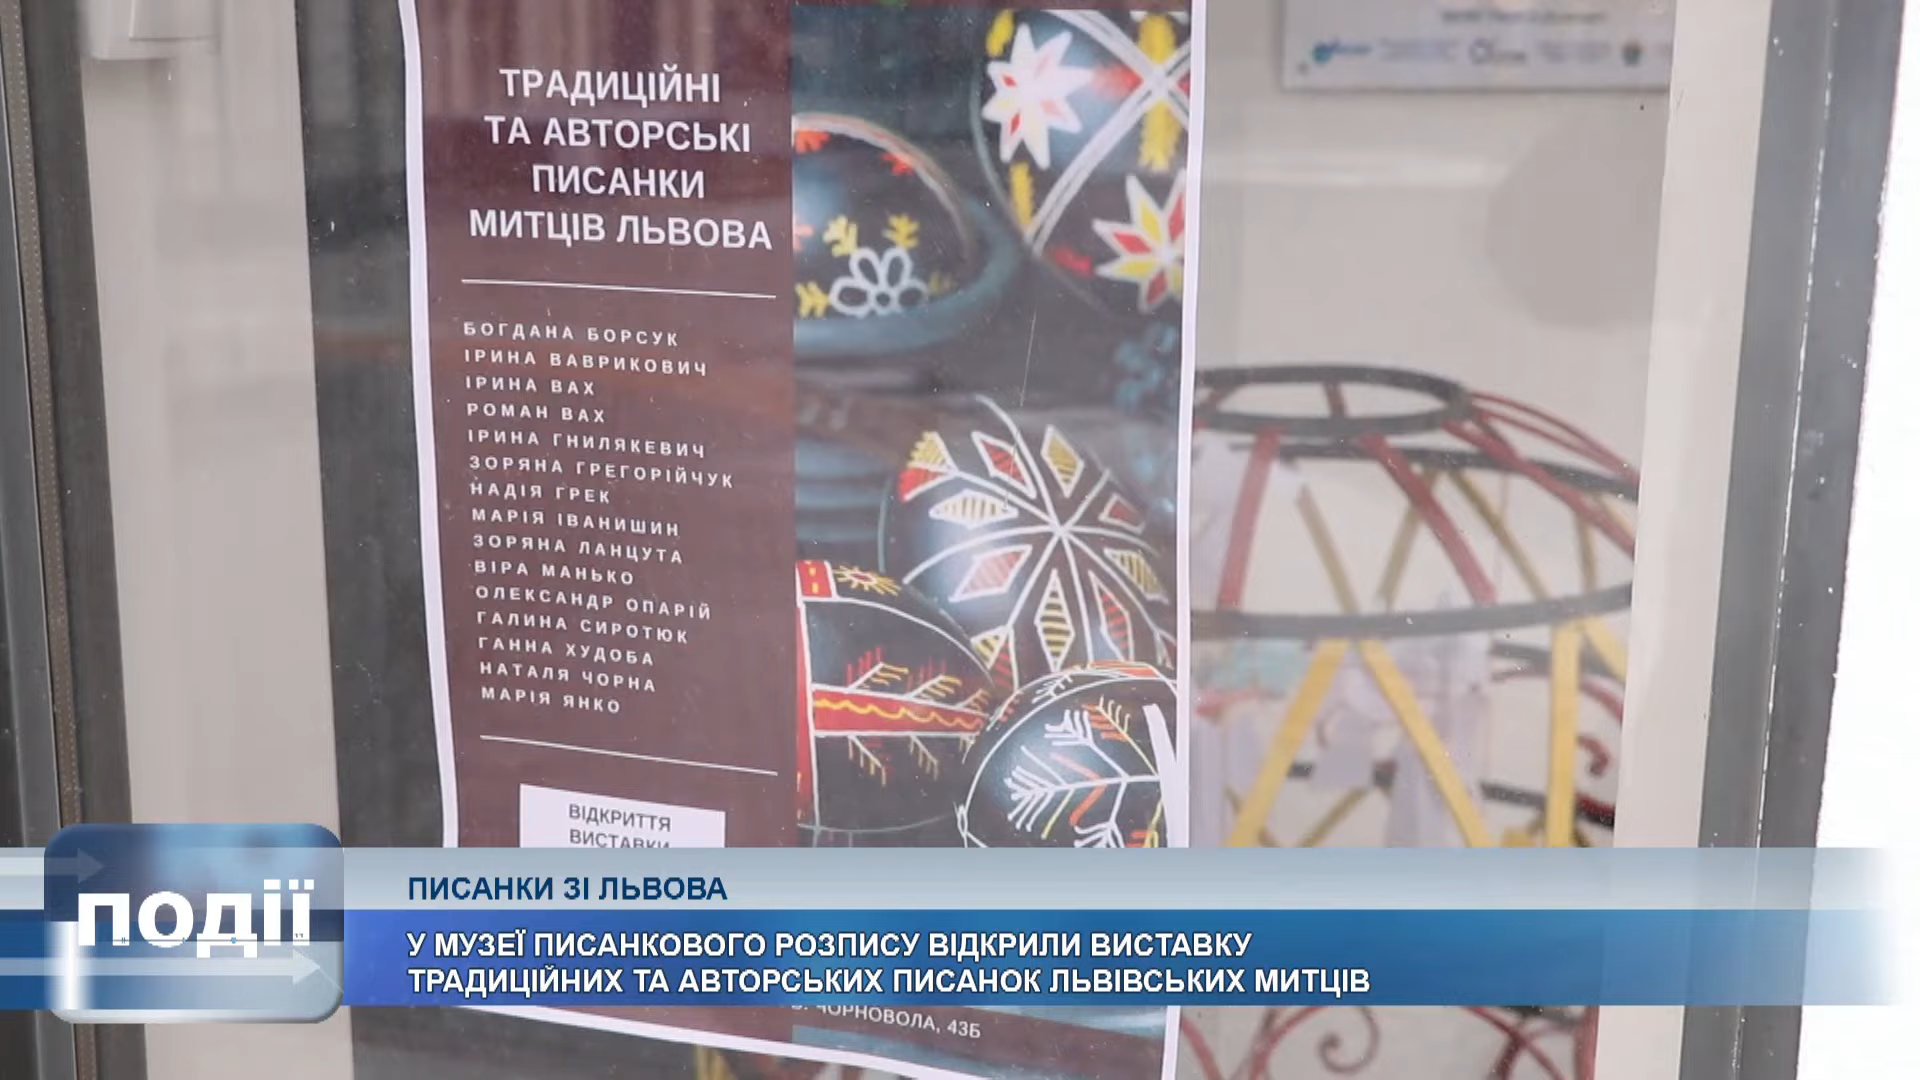 ТРАДИЦІЙНІ
ТА АВТОРСЬКІ
ПИСАНКИ
МИТЦІВ ЛЬВОВА
БОГДАНА БОРСУК
ІРИНА ВАВРИКОВИЧ
ІРИНА ВАХ
РОМАН ВАХ
ІРИНА ГНИЛЯКЕВИЧ
ЗОРЯНА ГРЕГОРІЙЧУК
НАДІЯ ГРЕК
МАРІЯ ІВАНИШИН
ЗОРЯНА ЛАНЦУТА
ВІРА МАНЬКО
ОЛЕКСАНДР ОПАРІЙ
ГАЛИНА СИРОТЮК
ГАННА ХУДОБА
НАТАЛЯ ЧОРНА
МАРІЯ ЯНКО
ВІДКРИТТЯ
ВИСТАВКИ
події
ПИСАНКИ ЗІ ЛЬВОВА
У МУЗЕЇ ПИСАНКОВОГО РОЗПИСУ ВІДКРИЛИ ВИСТАВКУ
ТРАДИЦІЙНИХ ТА АВТОРСЬКИХ ПИСАНОК ЛЬВІВСЬКИХ МИТЦІВ
ЧОРНОВОЛА, 43Б